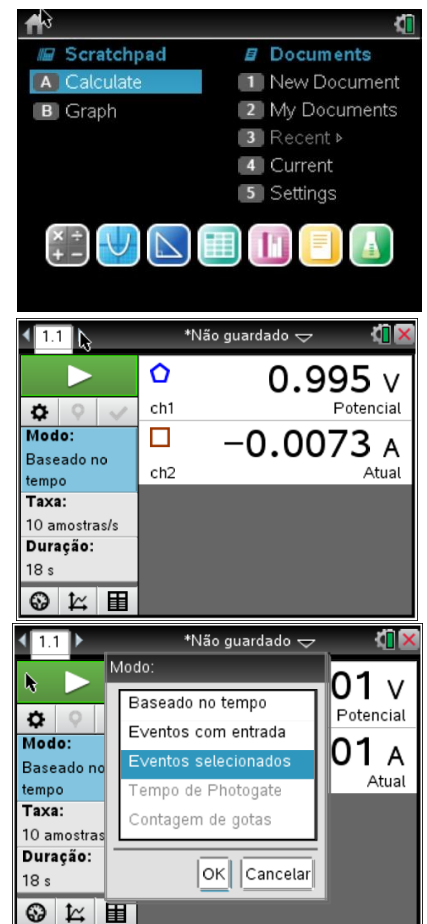 Scratchpad
A Calculate
B Graph
Documents
1 New Document
2 My Documents
3 Recent ▸
4 Current
5 Settings
1.1
*Não guardado
ch1
0.995 V
Potencial
ch2
-0.0073 A
Atual
Modo:
Baseado no
tempo
Taxa:
10 amostras/s
Duração:
18 s
1.1
*Não guardado
Modo:
Baseado no tempo
Eventos com entrada
Eventos selecionados
Tempo de Photogate
Contagem de gotas
OK
Cancelar
01 V
Potencial
01 A
Atual
Modo:
Baseado no
tempo
Taxa:
10 amostras
Duração:
18 s